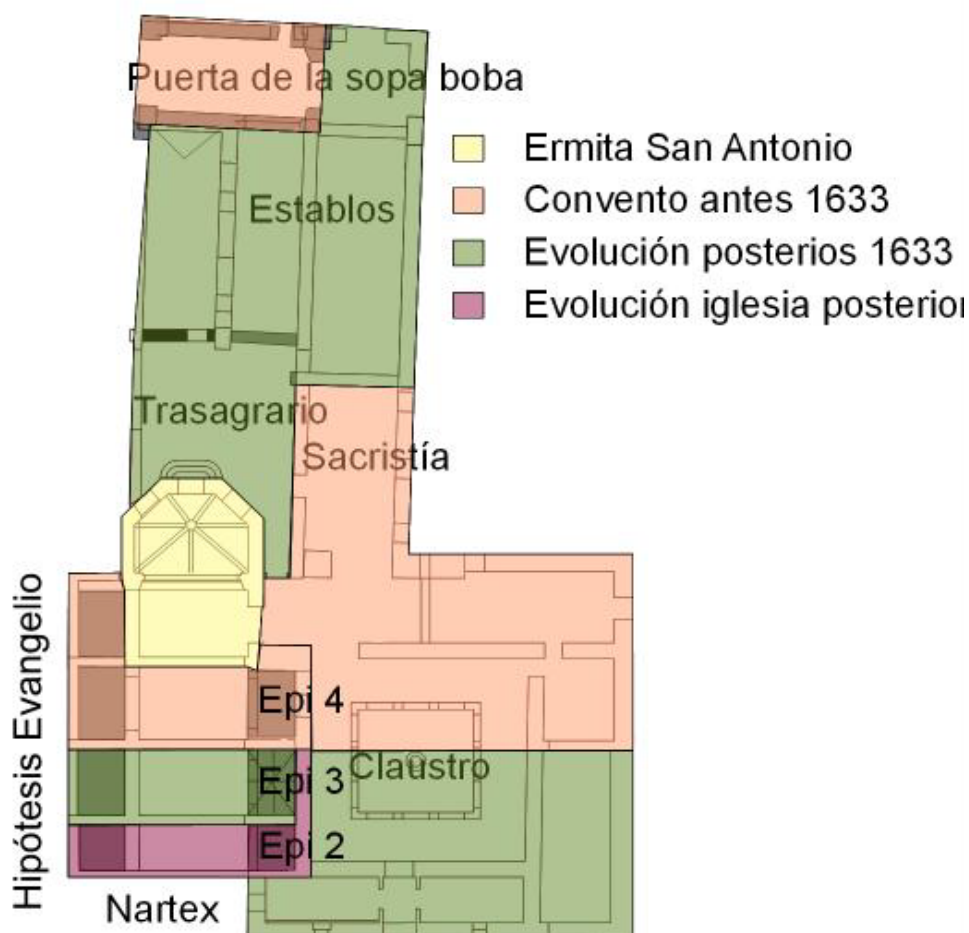 Puerta de la sopa boba
Ermita San Antonio
Convento antes 1633
Evolución posterios 1633
Evolución iglesia posterior
Establos
Trasagrario
Sacristía
Hipótesis Evangelio
Epi 4
Epi 3
Claustro
Epi 2
Nartex